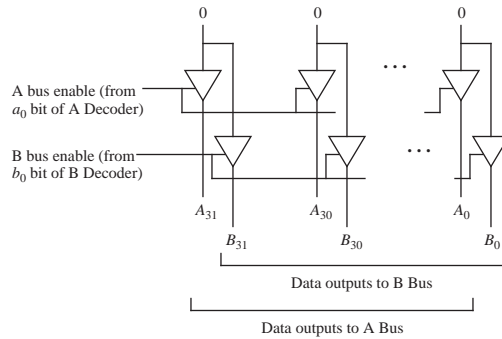 0 0 0
. . .
A bus enable (from
a₀ bit of A Decoder)
B bus enable (from
b₀ bit of B Decoder)
. . .
A₃₁ A₃₀ A₀
B₃₁ B₃₀ B₀
Data outputs to B Bus
Data outputs to A Bus